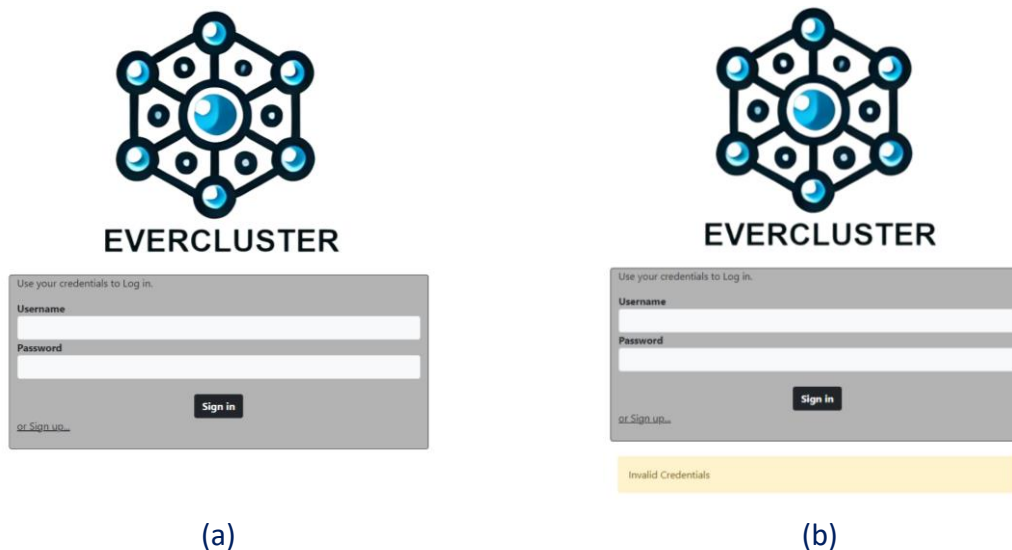 EVERCLUSTER
Use your credentials to Log in.
Username
Password
Sign in
or Sign up...
(a)
EVERCLUSTER
Use your credentials to Log in.
Username
Password
Sign in
or Sign up...
Invalid Credentials
(b)